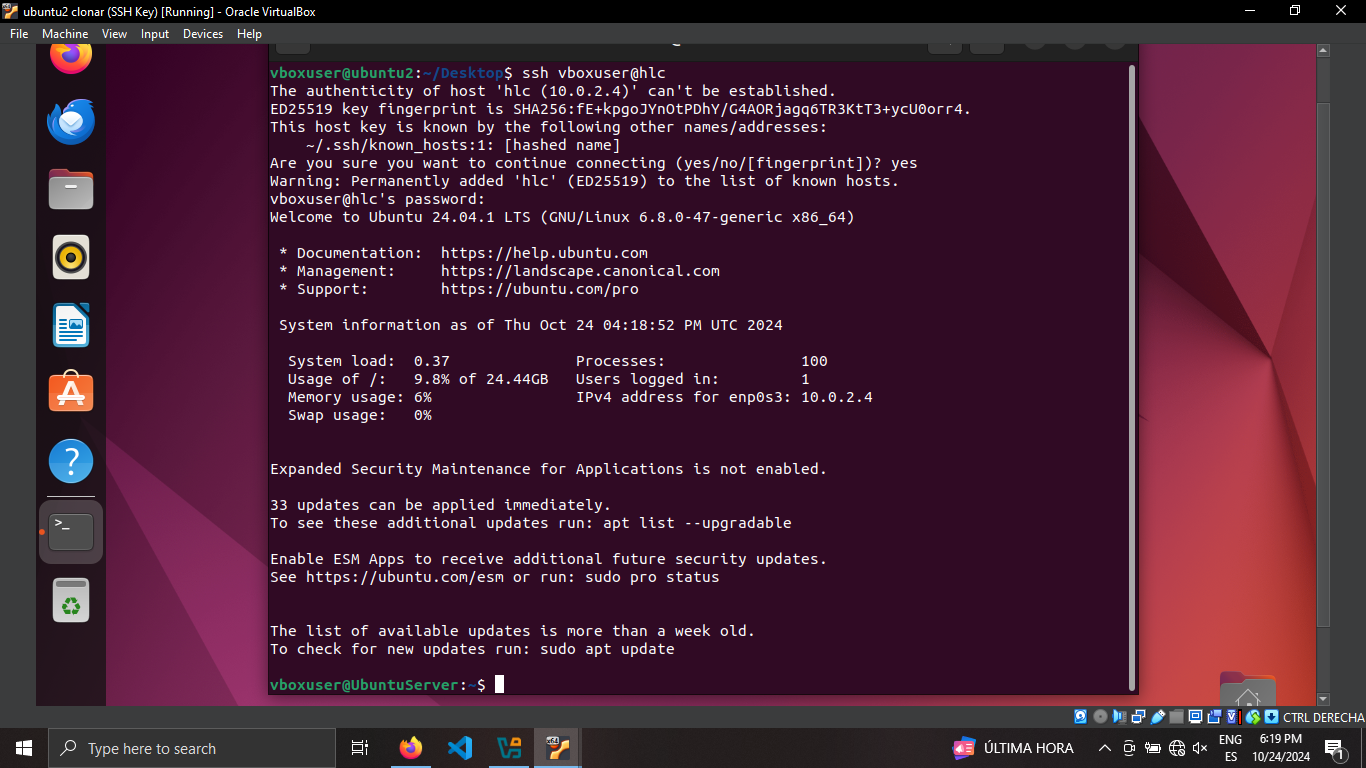 ubuntu2 clonar (SSH Key) [Running] - Oracle VirtualBox
File Machine View Input Devices Help
vboxuser@ubuntu2:~/Desktop$ ssh vboxuser@hlc
The authenticity of host 'hlc (10.0.2.4)' can't be established.
ED25519 key fingerprint is SHA256:fE+kpgoJYnOtPDhY/G4AORjagq6TR3KtT3+ycU0orr4.
This host key is known by the following other names/addresses:
    ~/.ssh/known_hosts:1: [hashed name]
Are you sure you want to continue connecting (yes/no/[fingerprint])? yes
Warning: Permanently added 'hlc' (ED25519) to the list of known hosts.
vboxuser@hlc's password:
Welcome to Ubuntu 24.04.1 LTS (GNU/Linux 6.8.0-47-generic x86_64)
 * Documentation:  https://help.ubuntu.com
 * Management:     https://landscape.canonical.com
 * Support:        https://ubuntu.com/pro
 System information as of Thu Oct 24 04:18:52 PM UTC 2024
  System load:  0.37              Processes:               100
  Usage of /:   9.8% of 24.44GB   Users logged in:         1
  Memory usage: 6%                IPv4 address for enp0s3: 10.0.2.4
  Swap usage:   0%
Expanded Security Maintenance for Applications is not enabled.
33 updates can be applied immediately.
To see these additional updates run: apt list --upgradable
Enable ESM Apps to receive additional future security updates.
See https://ubuntu.com/esm or run: sudo pro status
The list of available updates is more than a week old.
To check for new updates run: sudo apt update
vboxuser@UbuntuServer:~$
CTRL DERECHA
Type here to search
ÚLTIMA HORA
ENG
ES
6:19 PM
10/24/2024
1